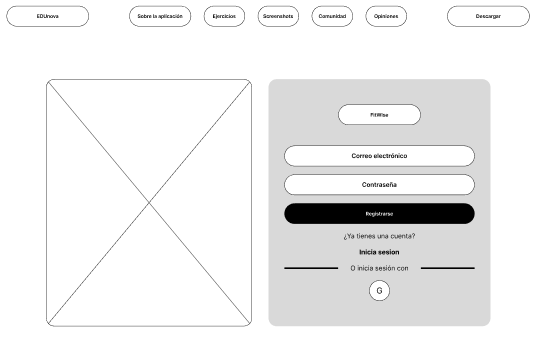 EDUnova
Sobre la aplicación
Ejercicios
Screenshots
Comunidad
Opiniones
Descargar
FitWise
Correo electrónico
Contraseña
Registrarse
¿Ya tienes una cuenta?
Inicia sesion
O inicia sesión con
G